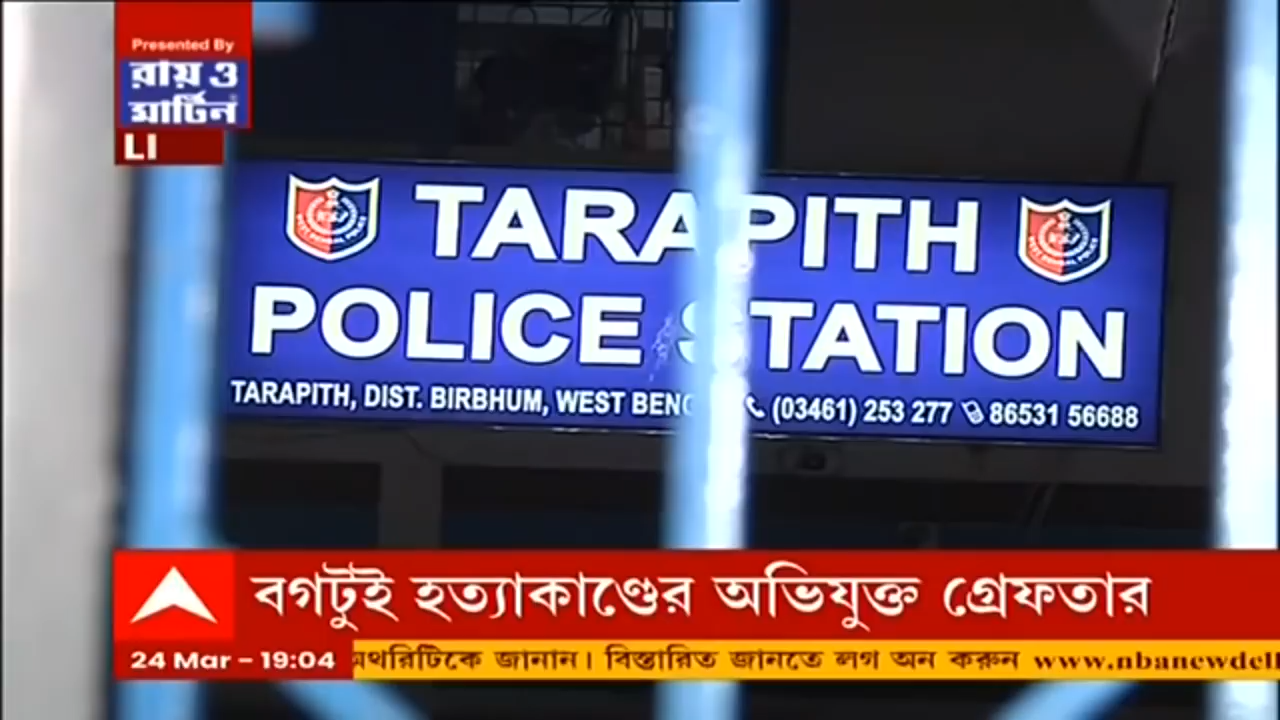 Presented By
রায় ও
মার্টিন
LI
TARAPITH
POLICE STATION
TARAPITH, DIST. BIRBHUM, WEST BENG (03461) 253 277 86531 56688
বগটুই হত্যাকাণ্ডের অভিযুক্ত গ্রেফতার
24 Mar - 19:04
অথরিটিকে জানান। বিস্তারিত জানতে লগ অন করুন www.nbanewdel